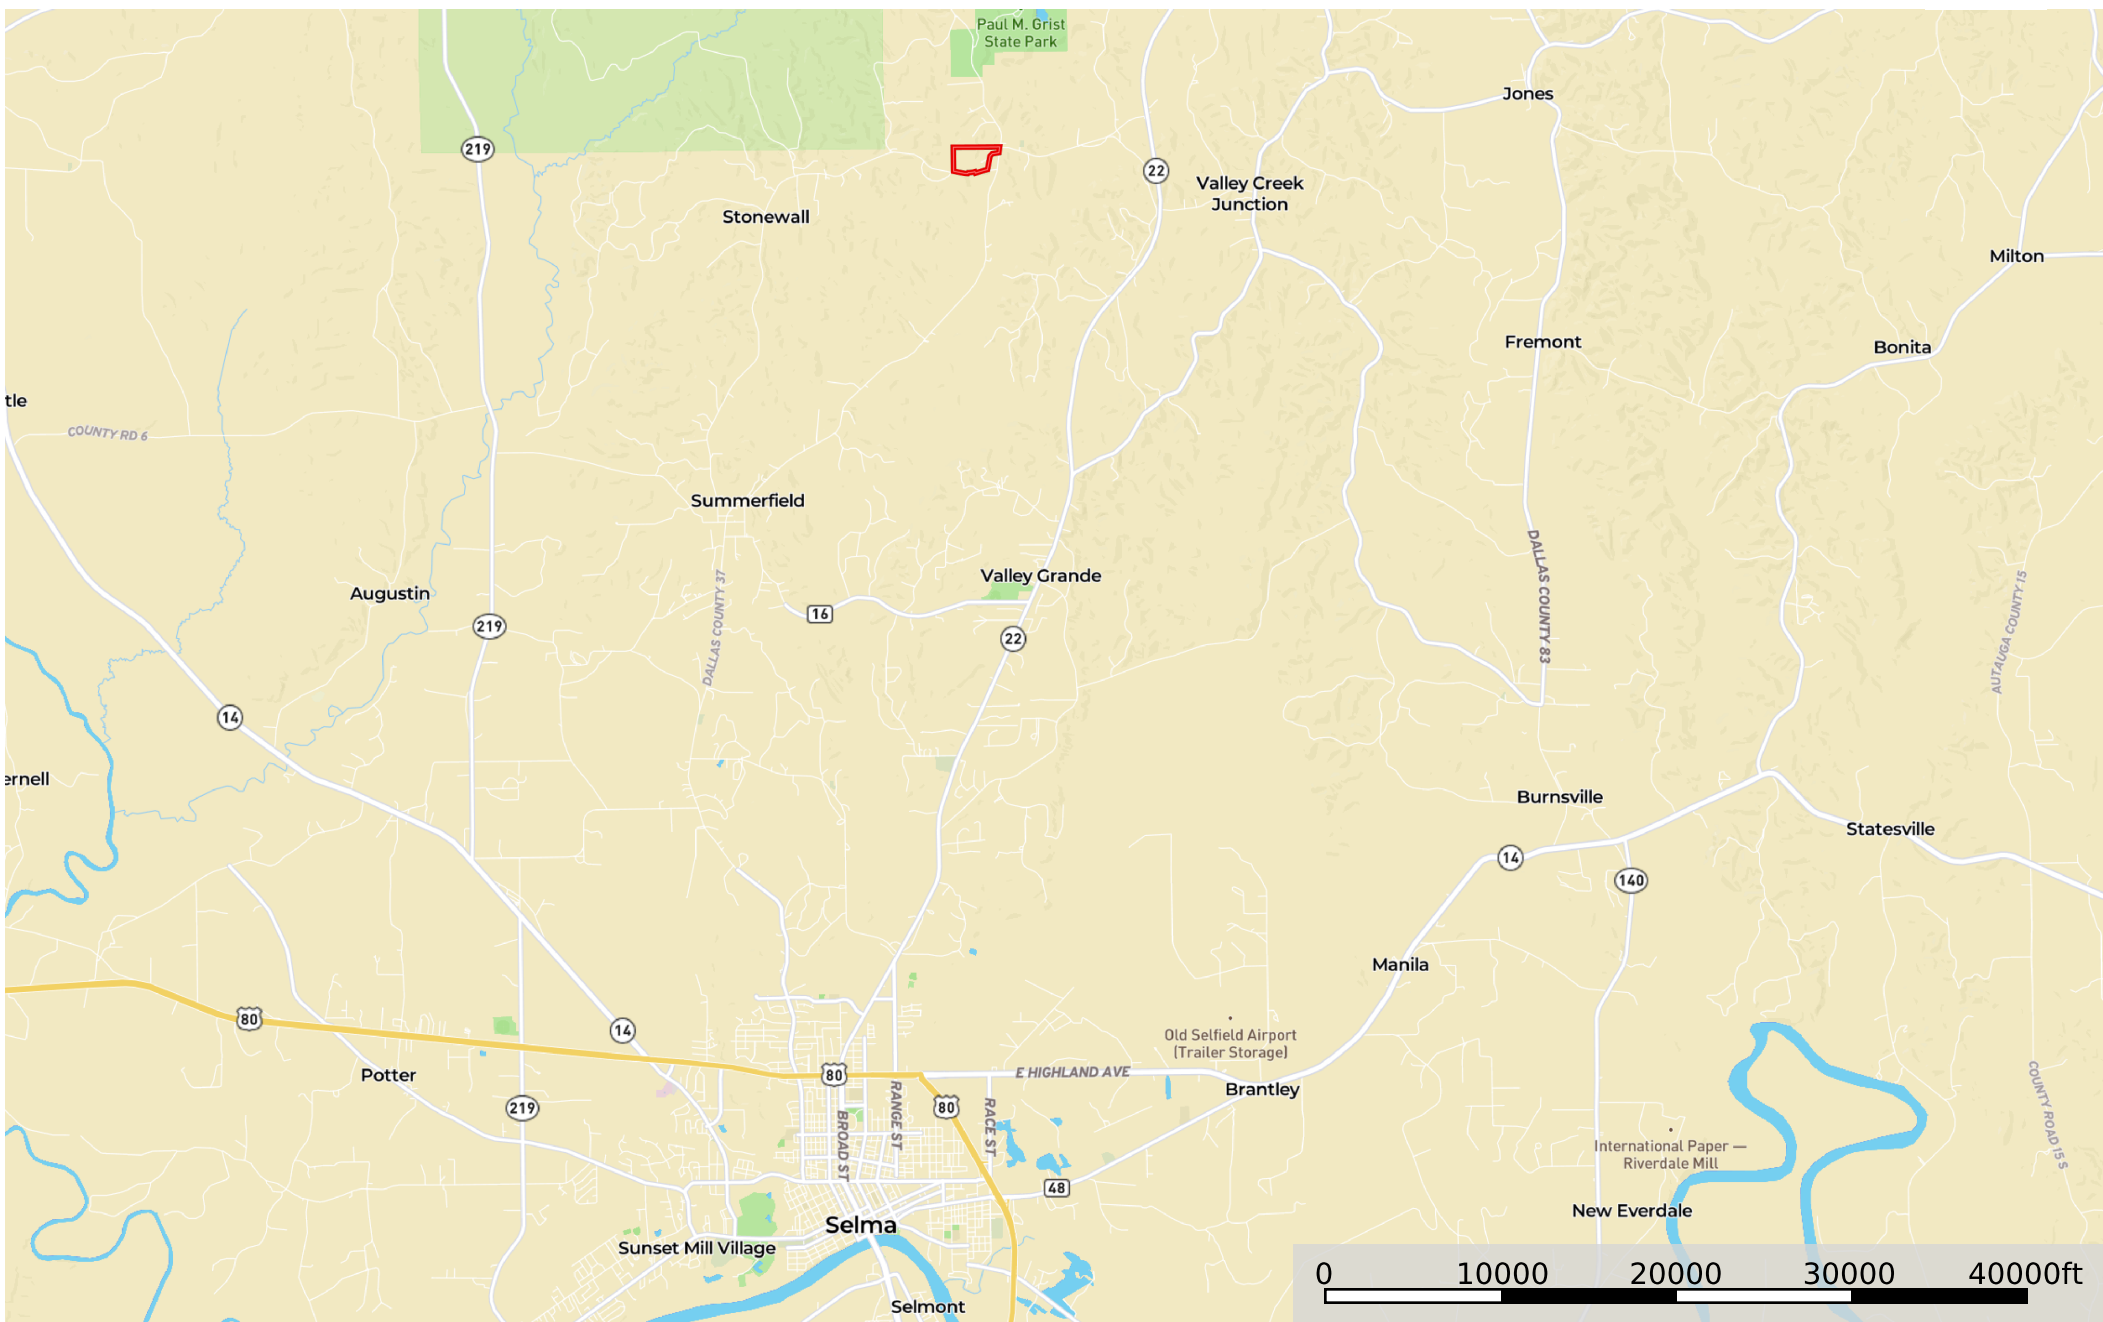 Paul M. Grist
State Park
Jones
219
22
Valley Creek
Junction
Stonewall
Milton
Fremont
Bonita
tle
COUNTY RD 6
Summerfield
DALLAS COUNTY 83
Valley Grande
Augustin
16
DALLAS COUNTY 37
219
22
AUTAUGA COUNTY 15
14
ernell
Burnsville
Statesville
14
140
Manila
80
14
Old Selfield Airport
(Trailer Storage)
80
E HIGHLAND AVE
Potter
Brantley
219
80
BROAD ST
RANGE ST
RACE ST
COUNTY ROAD 15 S
International Paper —
Riverdale Mill
48
New Everdale
Selma
Sunset Mill Village
Selmont
0 10000 20000 30000 40000ft